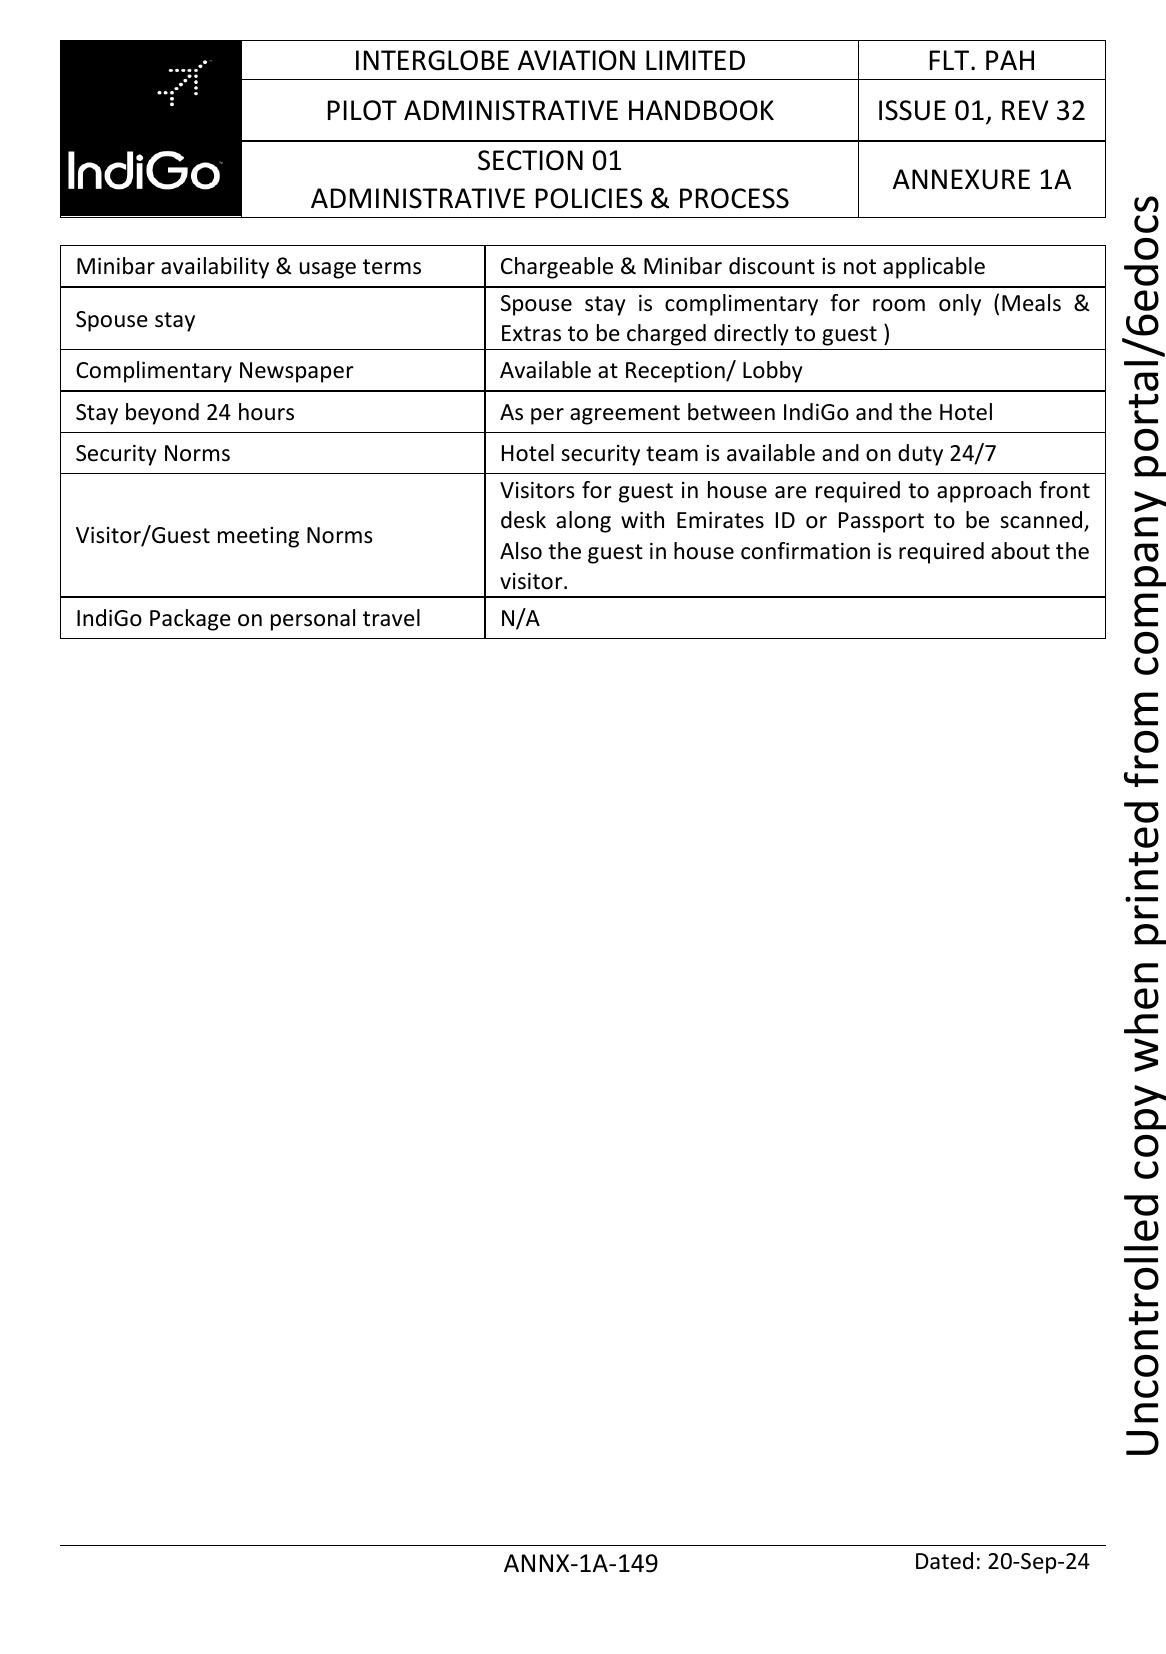 INTERGLOBE AVIATION LIMITED
FLT. PAH
PILOT ADMINISTRATIVE HANDBOOK
ISSUE 01, REV 32
SECTION 01
ADMINISTRATIVE POLICIES & PROCESS
ANNEXURE 1A
IndiGo
Minibar availability & usage terms
Chargeable & Minibar discount is not applicable
Spouse stay
Spouse stay is complimentary for room only (Meals &
Extras to be charged directly to guest )
Complimentary Newspaper
Available at Reception/ Lobby
Stay beyond 24 hours
As per agreement between IndiGo and the Hotel
Security Norms
Hotel security team is available and on duty 24/7
Visitor/Guest meeting Norms
Visitors for guest in house are required to approach front
desk along with Emirates ID or Passport to be scanned,
Also the guest in house confirmation is required about the
visitor.
IndiGo Package on personal travel
N/A
Uncontrolled copy when printed from company portal/6edocs
ANNX-1A-149
Dated: 20-Sep-24